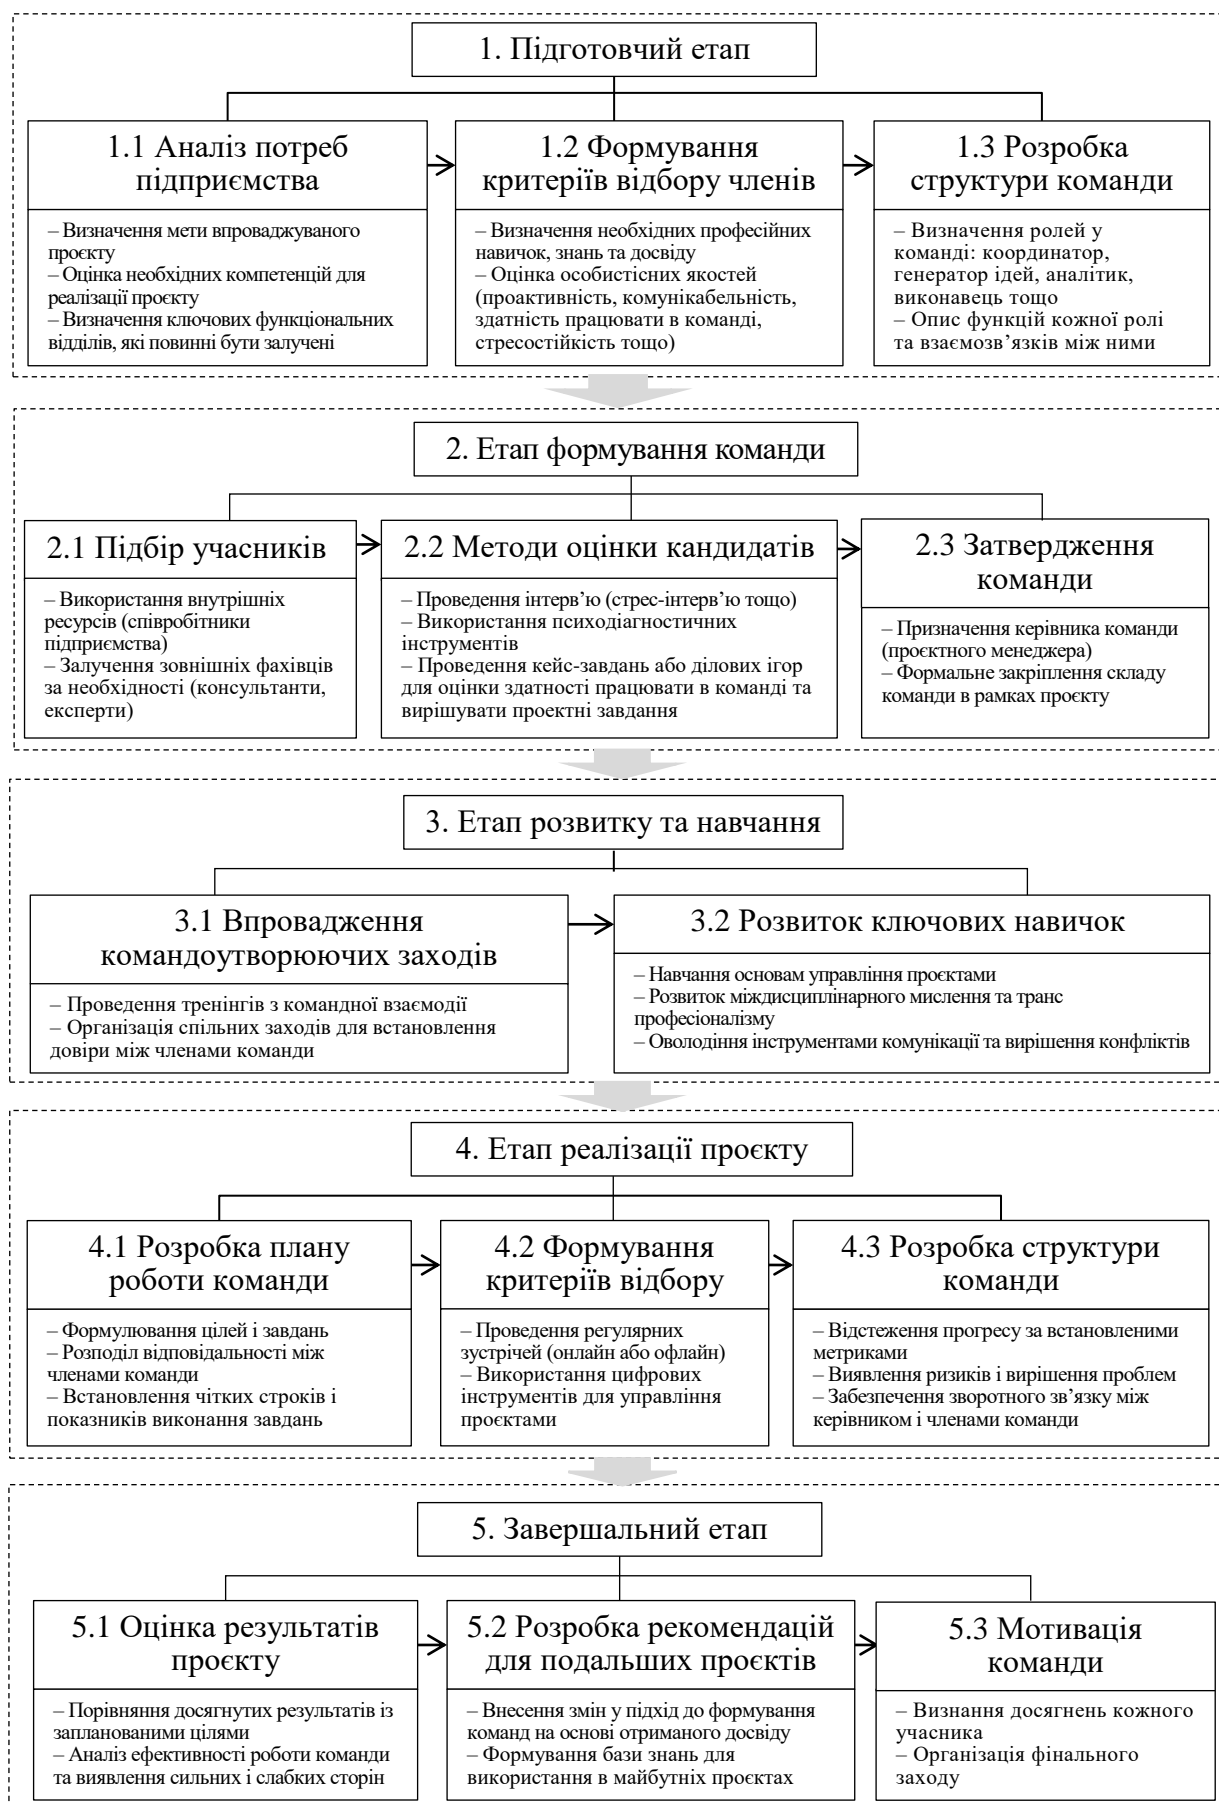 1. Підготовчий етап
1.1 Аналіз потреб
підприємства
– Визначення мети впроваджуваного
проєкту
– Оцінка необхідних компетенцій для
реалізації проєкту
– Визначення ключових функціональних
відділів, які повинні бути залучені
1.2 Формування
критеріїв відбору членів
– Визначення необхідних професійних
навичок, знань та досвіду
– Оцінка особистісних якостей
(проактивність, комунікабельність,
здатність працювати в команді,
стресостійкість тощо)
1.3 Розробка
структури команди
– Визначення ролей у
команді: координатор,
генератор ідей, аналітик,
виконавець тощо
– Опис функцій кожної ролі
та взаємозв’язків між ними
2. Етап формування команди
2.1 Підбір учасників
– Використання внутрішніх
ресурсів (співробітники
підприємства)
– Залучення зовнішніх фахівців
за необхідності (консультанти,
експерти)
2.2 Методи оцінки кандидатів
– Проведення інтерв’ю (стрес-інтерв’ю тощо)
– Використання психодіагностичних
інструментів
– Проведення кейс-завдань або ділових ігор
для оцінки здатності працювати в команді та
вирішувати проектні завдання
2.3 Затвердження
команди
– Призначення керівника команди
(проєктного менеджера)
– Формальне закріплення складу
команди в рамках проєкту
3. Етап розвитку та навчання
3.1 Впровадження
командоутворюючих заходів
– Проведення тренінгів з командної взаємодії
– Організація спільних заходів для встановлення
довіри між членами команди
3.2 Розвиток ключових навичок
– Навчання основам управління проєктами
– Розвиток міждисциплінарного мислення та транс
професіоналізму
– Оволодіння інструментами комунікації та вирішення конфліктів
4. Етап реалізації проєкту
4.1 Розробка плану
роботи команди
– Формулювання цілей і завдань
– Розподіл відповідальності між
членами команди
– Встановлення чітких строків і
показників виконання завдань
4.2 Формування
критеріїв відбору
– Проведення регулярних
зустрічей (онлайн або офлайн)
– Використання цифрових
інструментів для управління
проєктами
4.3 Розробка структури
команди
– Відстеження прогресу за встановленими
метриками
– Виявлення ризиків і вирішення проблем
– Забезпечення зворотного зв’язку між
керівником і членами команди
5. Завершальний етап
5.1 Оцінка результатів
проєкту
– Порівняння досягнутих результатів із
запланованими цілями
– Аналіз ефективності роботи команди
та виявлення сильних і слабких сторін
5.2 Розробка рекомендацій
для подальших проєктів
– Внесення змін у підхід до формування
команд на основі отриманого досвіду
– Формування бази знань для
використання в майбутніх проєктах
5.3 Мотивація
команди
– Визнання досягнень кожного
учасника
– Організація фінального
заходу